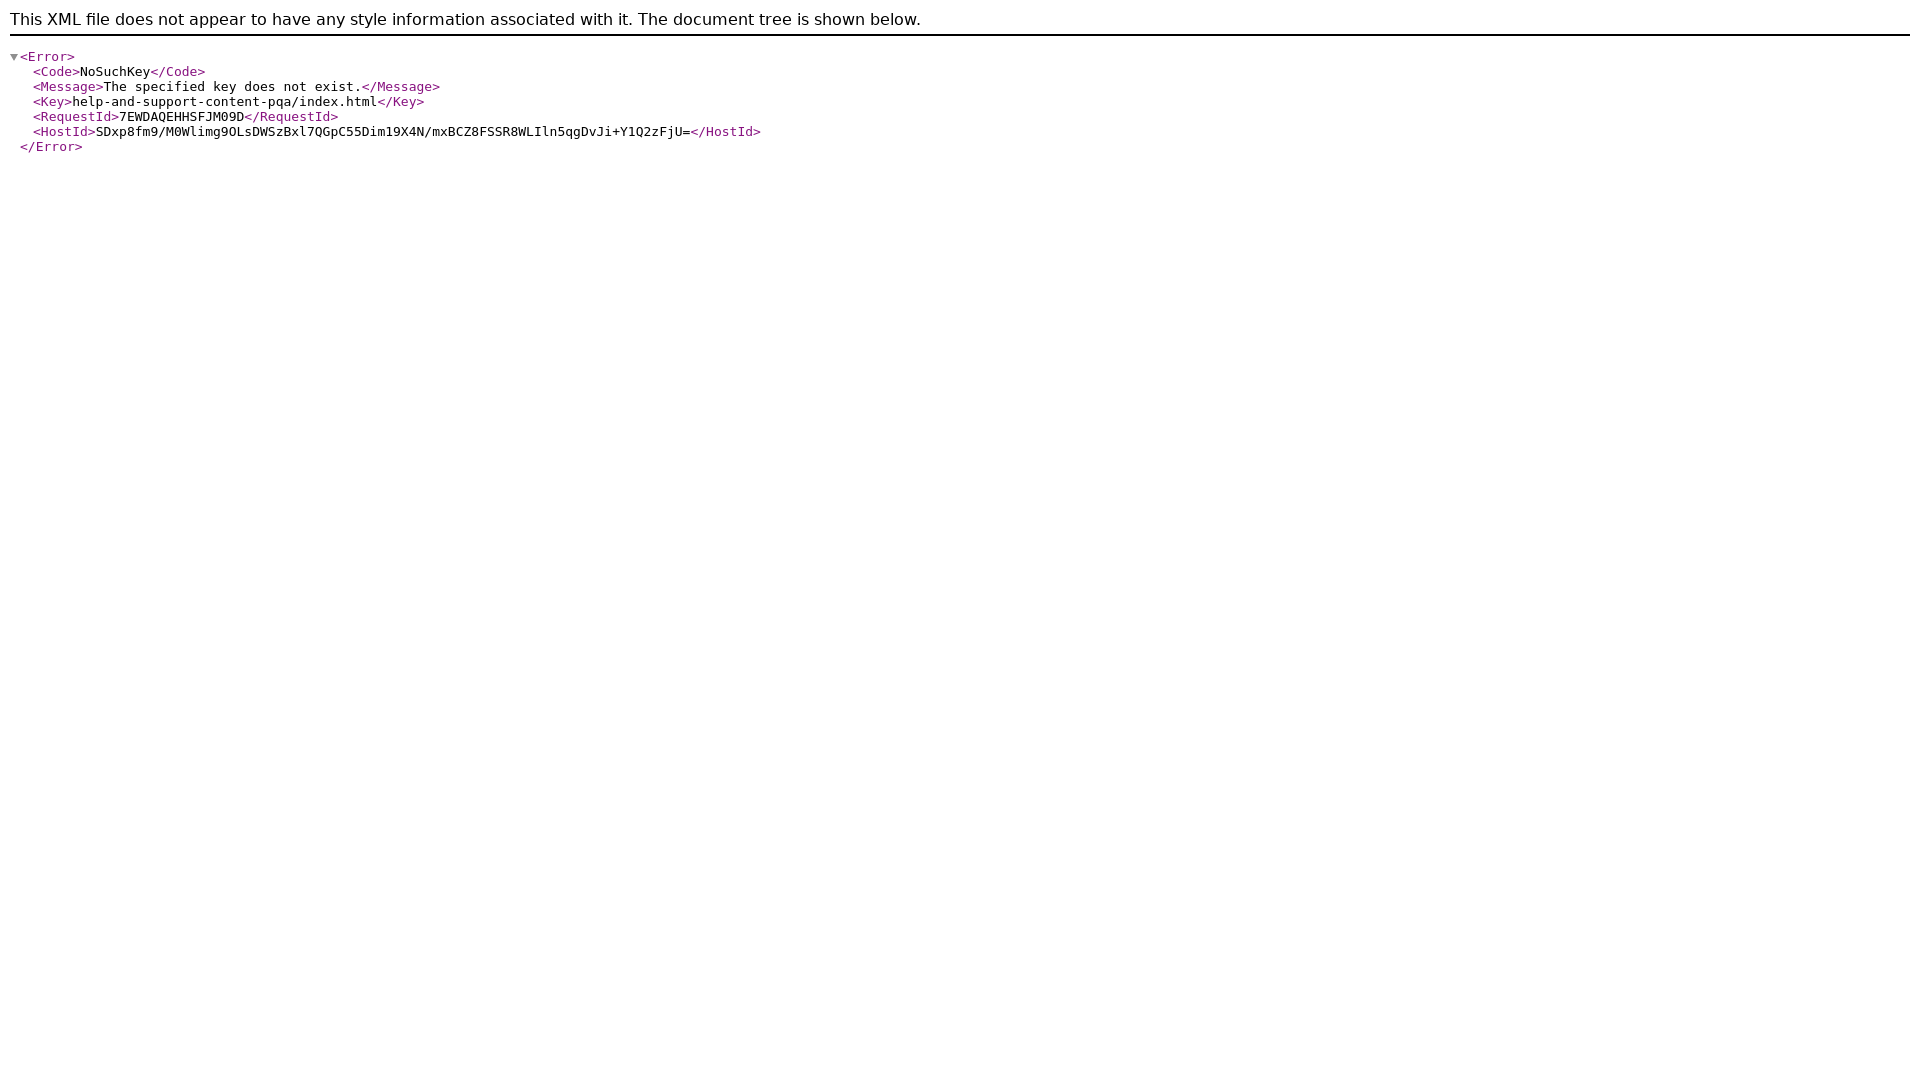 This XML file does not appear to have any style information associated with it. The document tree is shown below.
<Error>
<Code>NoSuchKey</Code>
<Message>The specified key does not exist.</Message>
<Key>help-and-support-content-pqa/index.html</Key>
<RequestId>7EWDAQEHHSFJM09D</RequestId>
<HostId>SDxp8fm9/M0Wlimg9OLsDWSzBxl7QGpC55Dim19X4N/mxBCZ8FSSR8WLIln5qgDvJi+Y1Q2zFjU=</HostId>
</Error>